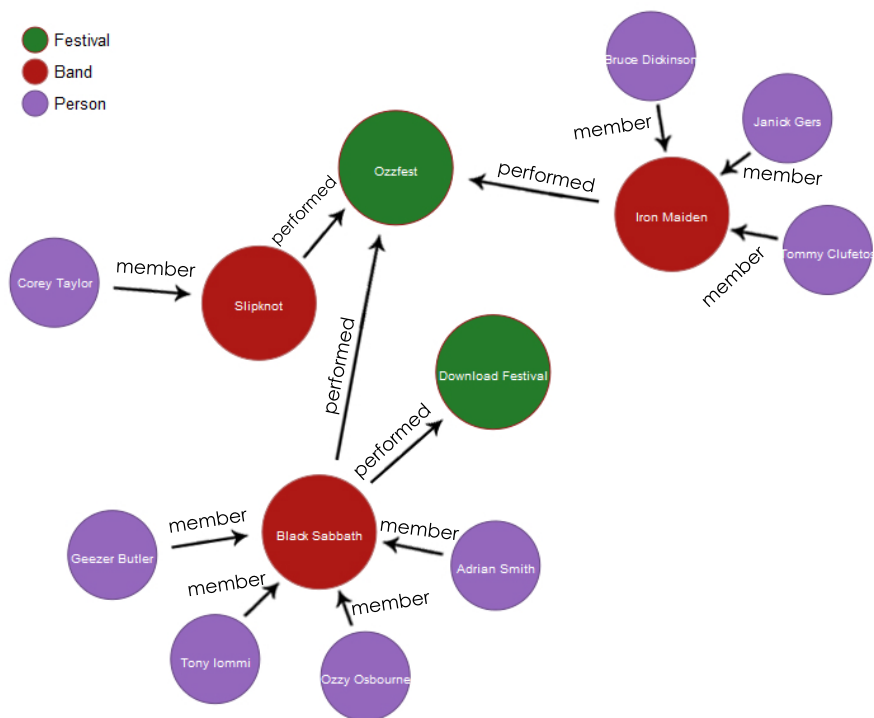 Festival
Band
Person
Bruce Dickinson
member
Janick Gers
member
Ozzfest
performed
performed
Iron Maiden
Tommy Clufetos
member
Corey Taylor
member
Slipknot
performed
Download Festival
performed
Geezer Butler
member
Black Sabbath
member
Adrian Smith
member
member
Tony Iommi
Ozzy Osbourne